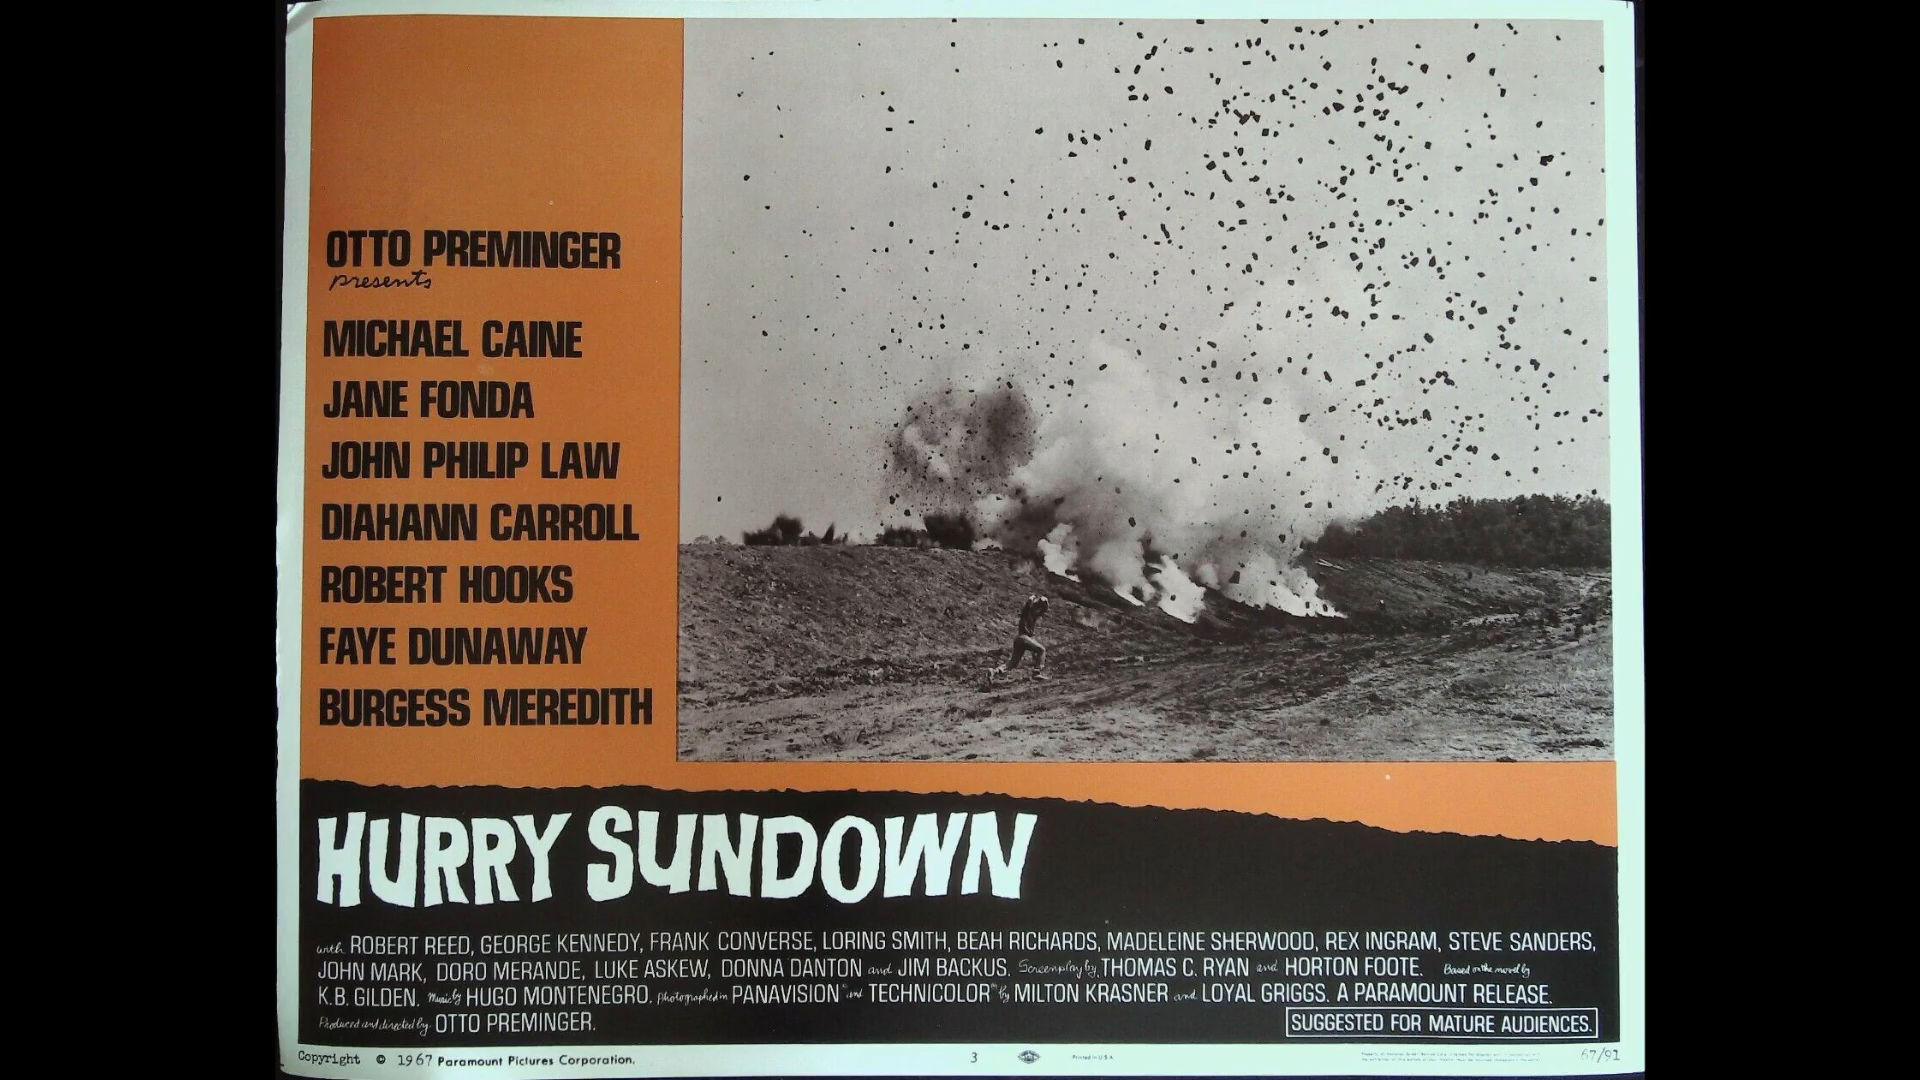 OTTO PREMINGER
presents
MICHAEL CAINE
JANE FONDA
JOHN PHILIP LAW
DIAHANN CARROLL
ROBERT HOOKS
FAYE DUNAWAY
BURGESS MEREDITH
HURRY SUNDOWN
with ROBERT REED, GEORGE KENNEDY, FRANK CONVERSE, LORING SMITH, BEAH RICHARDS, MADELEINE SHERWOOD, REX INGRAM, STEVE SANDERS,
JOHN MARK, DORO MERANDE, LUKE ASKEW, DONNA DANTON and JIM BACKUS. Screenplay by THOMAS C. RYAN and HORTON FOOTE. Based on the novel by
K.B. GILDEN. Music by HUGO MONTENEGRO. Photographed in PANAVISION® and TECHNICOLOR® by MILTON KRASNER and LOYAL GRIGGS. A PARAMOUNT RELEASE.
Produced and directed by OTTO PREMINGER.
SUGGESTED FOR MATURE AUDIENCES.
Copyright © 1967 Paramount Pictures Corporation. 3 Printed in U.S.A. 67/91